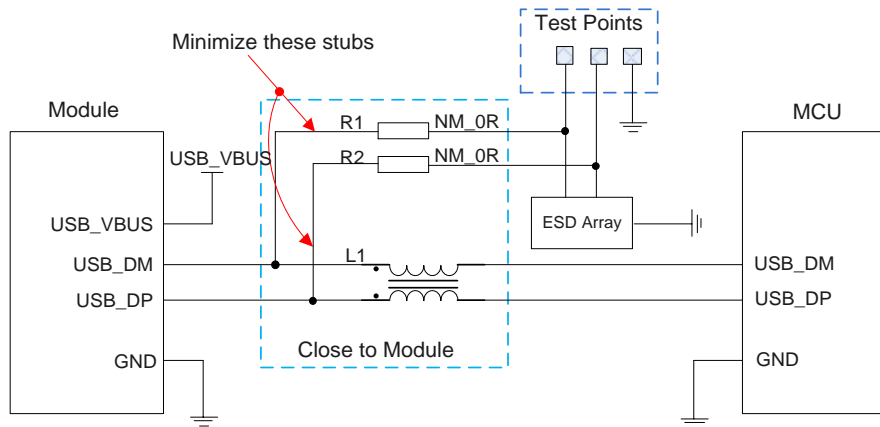 Test Points
Minimize these stubs
Module
MCU
R1
NM_0R
R2
NM_0R
USB_VBUS
ESD Array
USB_VBUS
USB_DM
L1
USB_DM
USB_DP
USB_DP
Close to Module
GND
GND